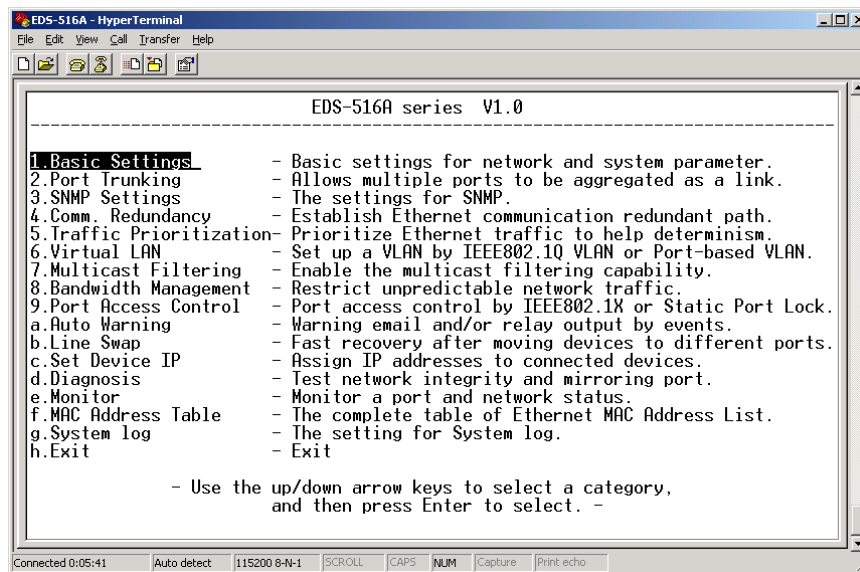 EDS-516A - HyperTerminal
File Edit View Call Transfer Help
EDS-516A series V1.0
--------------------------------------------------------------------------------
1.Basic Settings - Basic settings for network and system parameter.
2.Port Trunking - Allows multiple ports to be aggregated as a link.
3.SNMP Settings - The settings for SNMP.
4.Comm. Redundancy - Establish Ethernet communication redundant path.
5.Traffic Prioritization- Prioritize Ethernet traffic to help determinism.
6.Virtual LAN - Set up a VLAN by IEEE802.1Q VLAN or Port-based VLAN.
7.Multicast Filtering - Enable the multicast filtering capability.
8.Bandwidth Management - Restrict unpredictable network traffic.
9.Port Access Control - Port access control by IEEE802.1X or Static Port Lock.
a.Auto Warning - Warning email and/or relay output by events.
b.Line Swap - Fast recovery after moving devices to different ports.
c.Set Device IP - Assign IP addresses to connected devices.
d.Diagnosis - Test network integrity and mirroring port.
e.Monitor - Monitor a port and network status.
f.MAC Address Table - The complete table of Ethernet MAC Address List.
g.System log - The setting for System log.
h.Exit - Exit
- Use the up/down arrow keys to select a category,
and then press Enter to select. -
Connected 0:05:41 Auto detect 115200 8-N-1 SCROLL CAPS NUM Capture Print echo